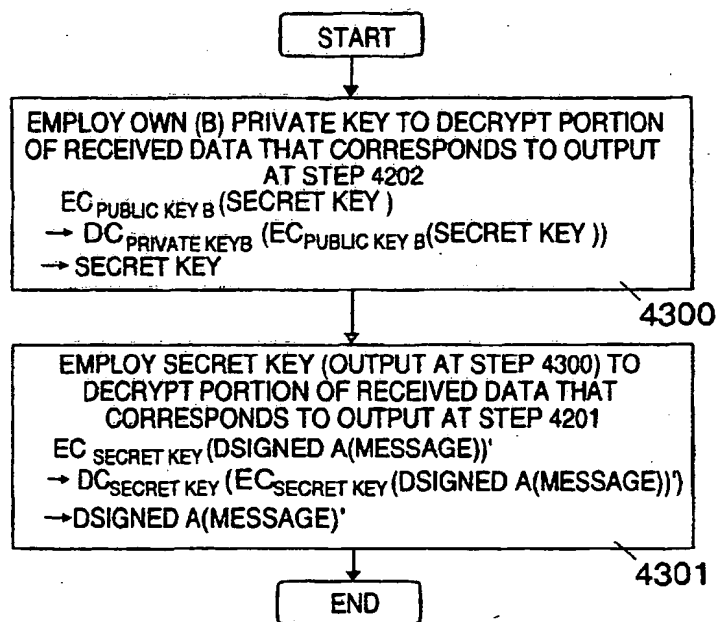 START
EMPLOY OWN (B) PRIVATE KEY TO DECRYPT PORTION
OF RECEIVED DATA THAT CORRESPONDS TO OUTPUT
AT STEP 4202
EC PUBLIC KEY B (SECRET KEY)
→ DC PRIVATE KEYB (EC PUBLIC KEY B (SECRET KEY))
→ SECRET KEY
4300
EMPLOY SECRET KEY (OUTPUT AT STEP 4300) TO
DECRYPT PORTION OF RECEIVED DATA THAT
CORRESPONDS TO OUTPUT AT STEP 4201
EC SECRET KEY (DSIGNED A(MESSAGE))'
→ DC SECRET KEY (EC SECRET KEY (DSIGNED A(MESSAGE))')
→DSIGNED A(MESSAGE)'
4301
END